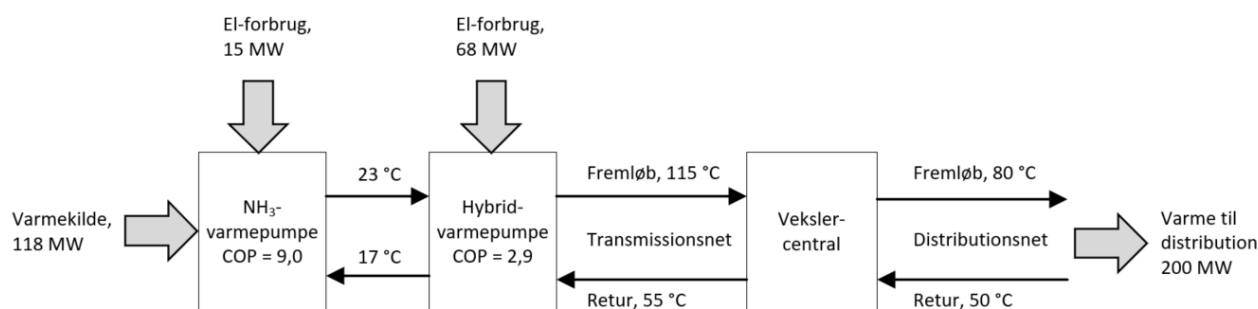 El-forbrug,
15 MW
El-forbrug,
68 MW
Varmekilde,
118 MW
NH₃-
varmepumpe
COP = 9,0
23 °C
17 °C
Hybrid-
varmepumpe
COP = 2,9
Fremløb, 115 °C
Transmissionsnet
Retur, 55 °C
Veksler-
central
Fremløb, 80 °C
Distributionsnet
Retur, 50 °C
Varme til
distribution
200 MW